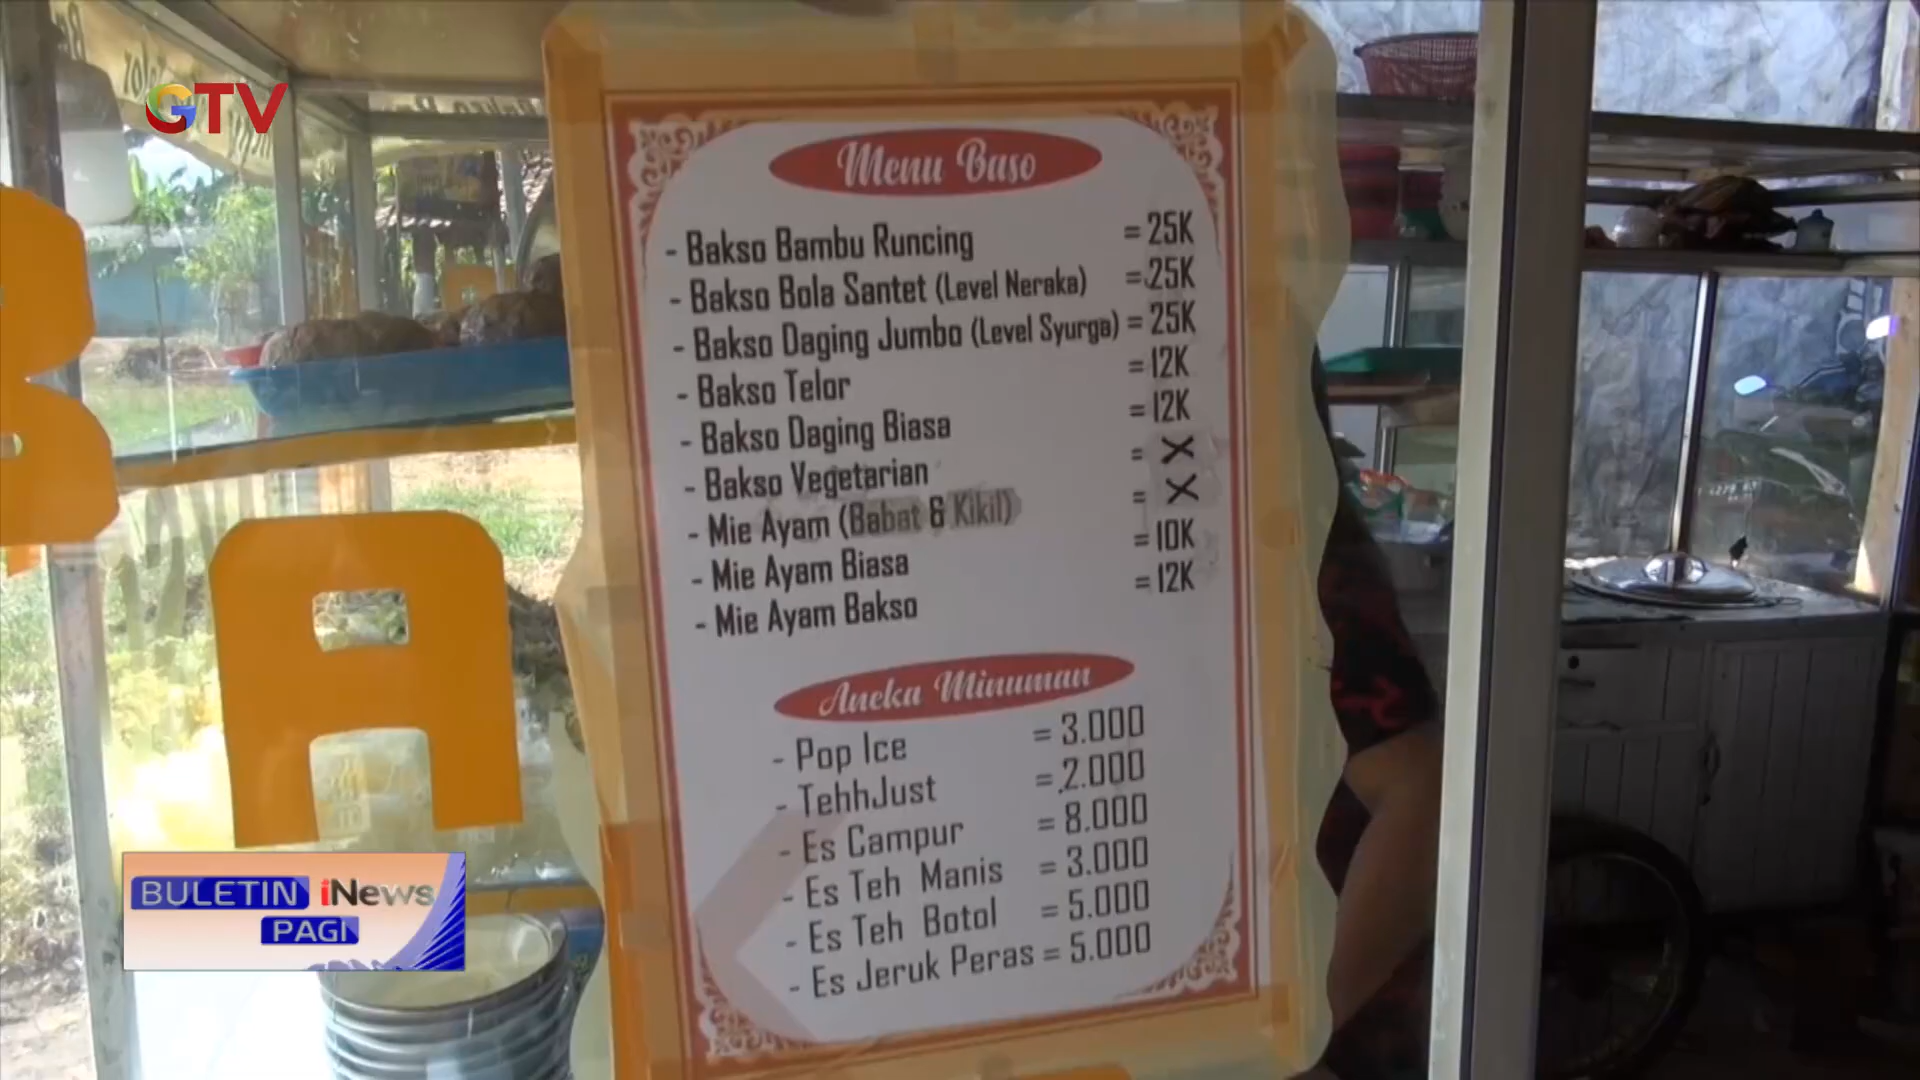 GTV
Menu Baso
- Bakso Bambu Runcing = 25K
- Bakso Bola Santet (Level Neraka) = 25K
- Bakso Daging Jumbo (Level Syurga) = 25K
- Bakso Telor = 12K
- Bakso Daging Biasa = 12K
- Bakso Vegetarian = X
- Mie Ayam (Babat & Kikil) = X
- Mie Ayam Biasa = 10K
- Mie Ayam Bakso = 12K
Aneka Minuman
- Pop Ice = 3.000
- TehhJust = 2.000
- Es Campur = 8.000
- Es Teh Manis = 3.000
- Es Teh Botol = 5.000
- Es Jeruk Peras = 5.000
B
A
BULETIN iNews
PAGI